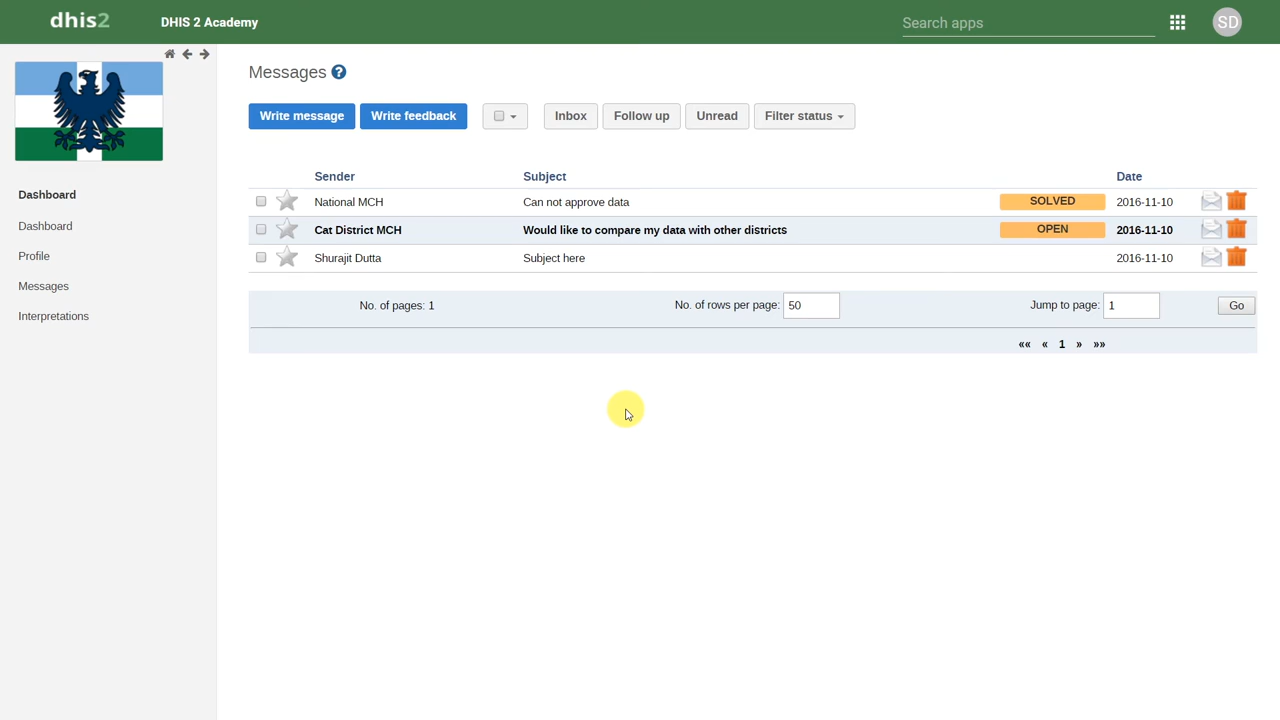 dhis2 DHIS 2 Academy Search apps SD
Messages ?
Write message Write feedback Inbox Follow up Unread Filter status
Dashboard
Dashboard
Profile
Messages
Interpretations
Sender Subject Date
National MCH Can not approve data SOLVED 2016-11-10
Cat District MCH Would like to compare my data with other districts OPEN 2016-11-10
Shurajit Dutta Subject here 2016-11-10
No. of pages: 1 No. of rows per page: 50 Jump to page: 1 Go
«« « 1 » »»